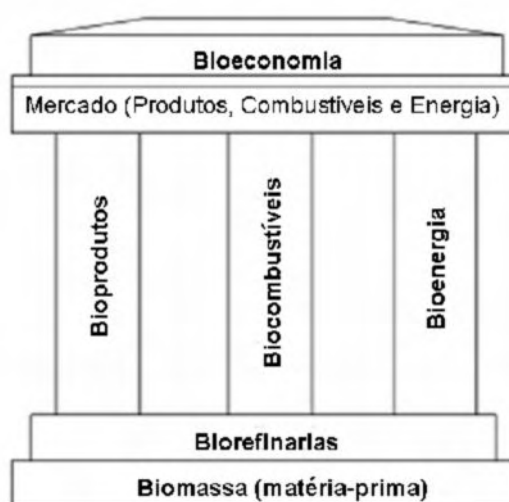 Bioeconomia
Mercado (Produtos, Combustíveis e Energia)
Bioprodutos
Biocombustíveis
Bioenergia
Biorefinarias
Biomassa (matéria-prima)